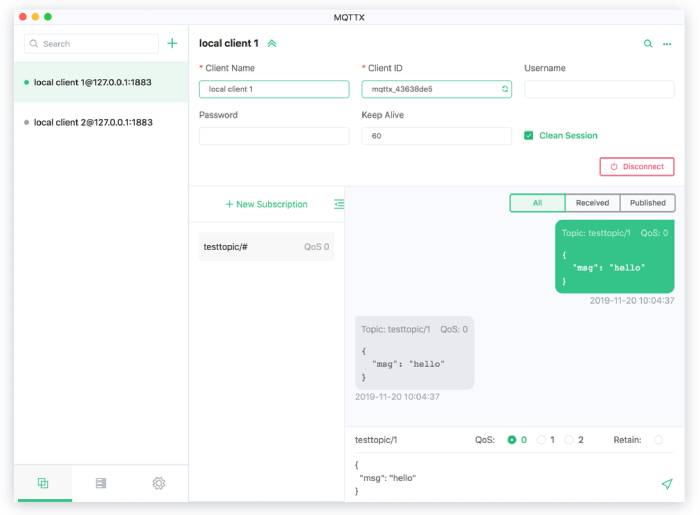 MQTTX
Search
+
local client 1@127.0.0.1:1883
local client 2@127.0.0.1:1883
local client 1
* Client Name
* Client ID
Username
local client 1
mqttx_43638de5
Password
Keep Alive
60
Clean Session
Disconnect
+ New Subscription
All
Received
Published
testtopic/#
QoS 0
Topic: testtopic/1 QoS: 0
{
"msg": "hello"
}
2019-11-20 10:04:37
Topic: testtopic/1 QoS: 0
{
"msg": "hello"
}
2019-11-20 10:04:37
testtopic/1
QoS: 0 1 2
Retain:
{
"msg": "hello"
}